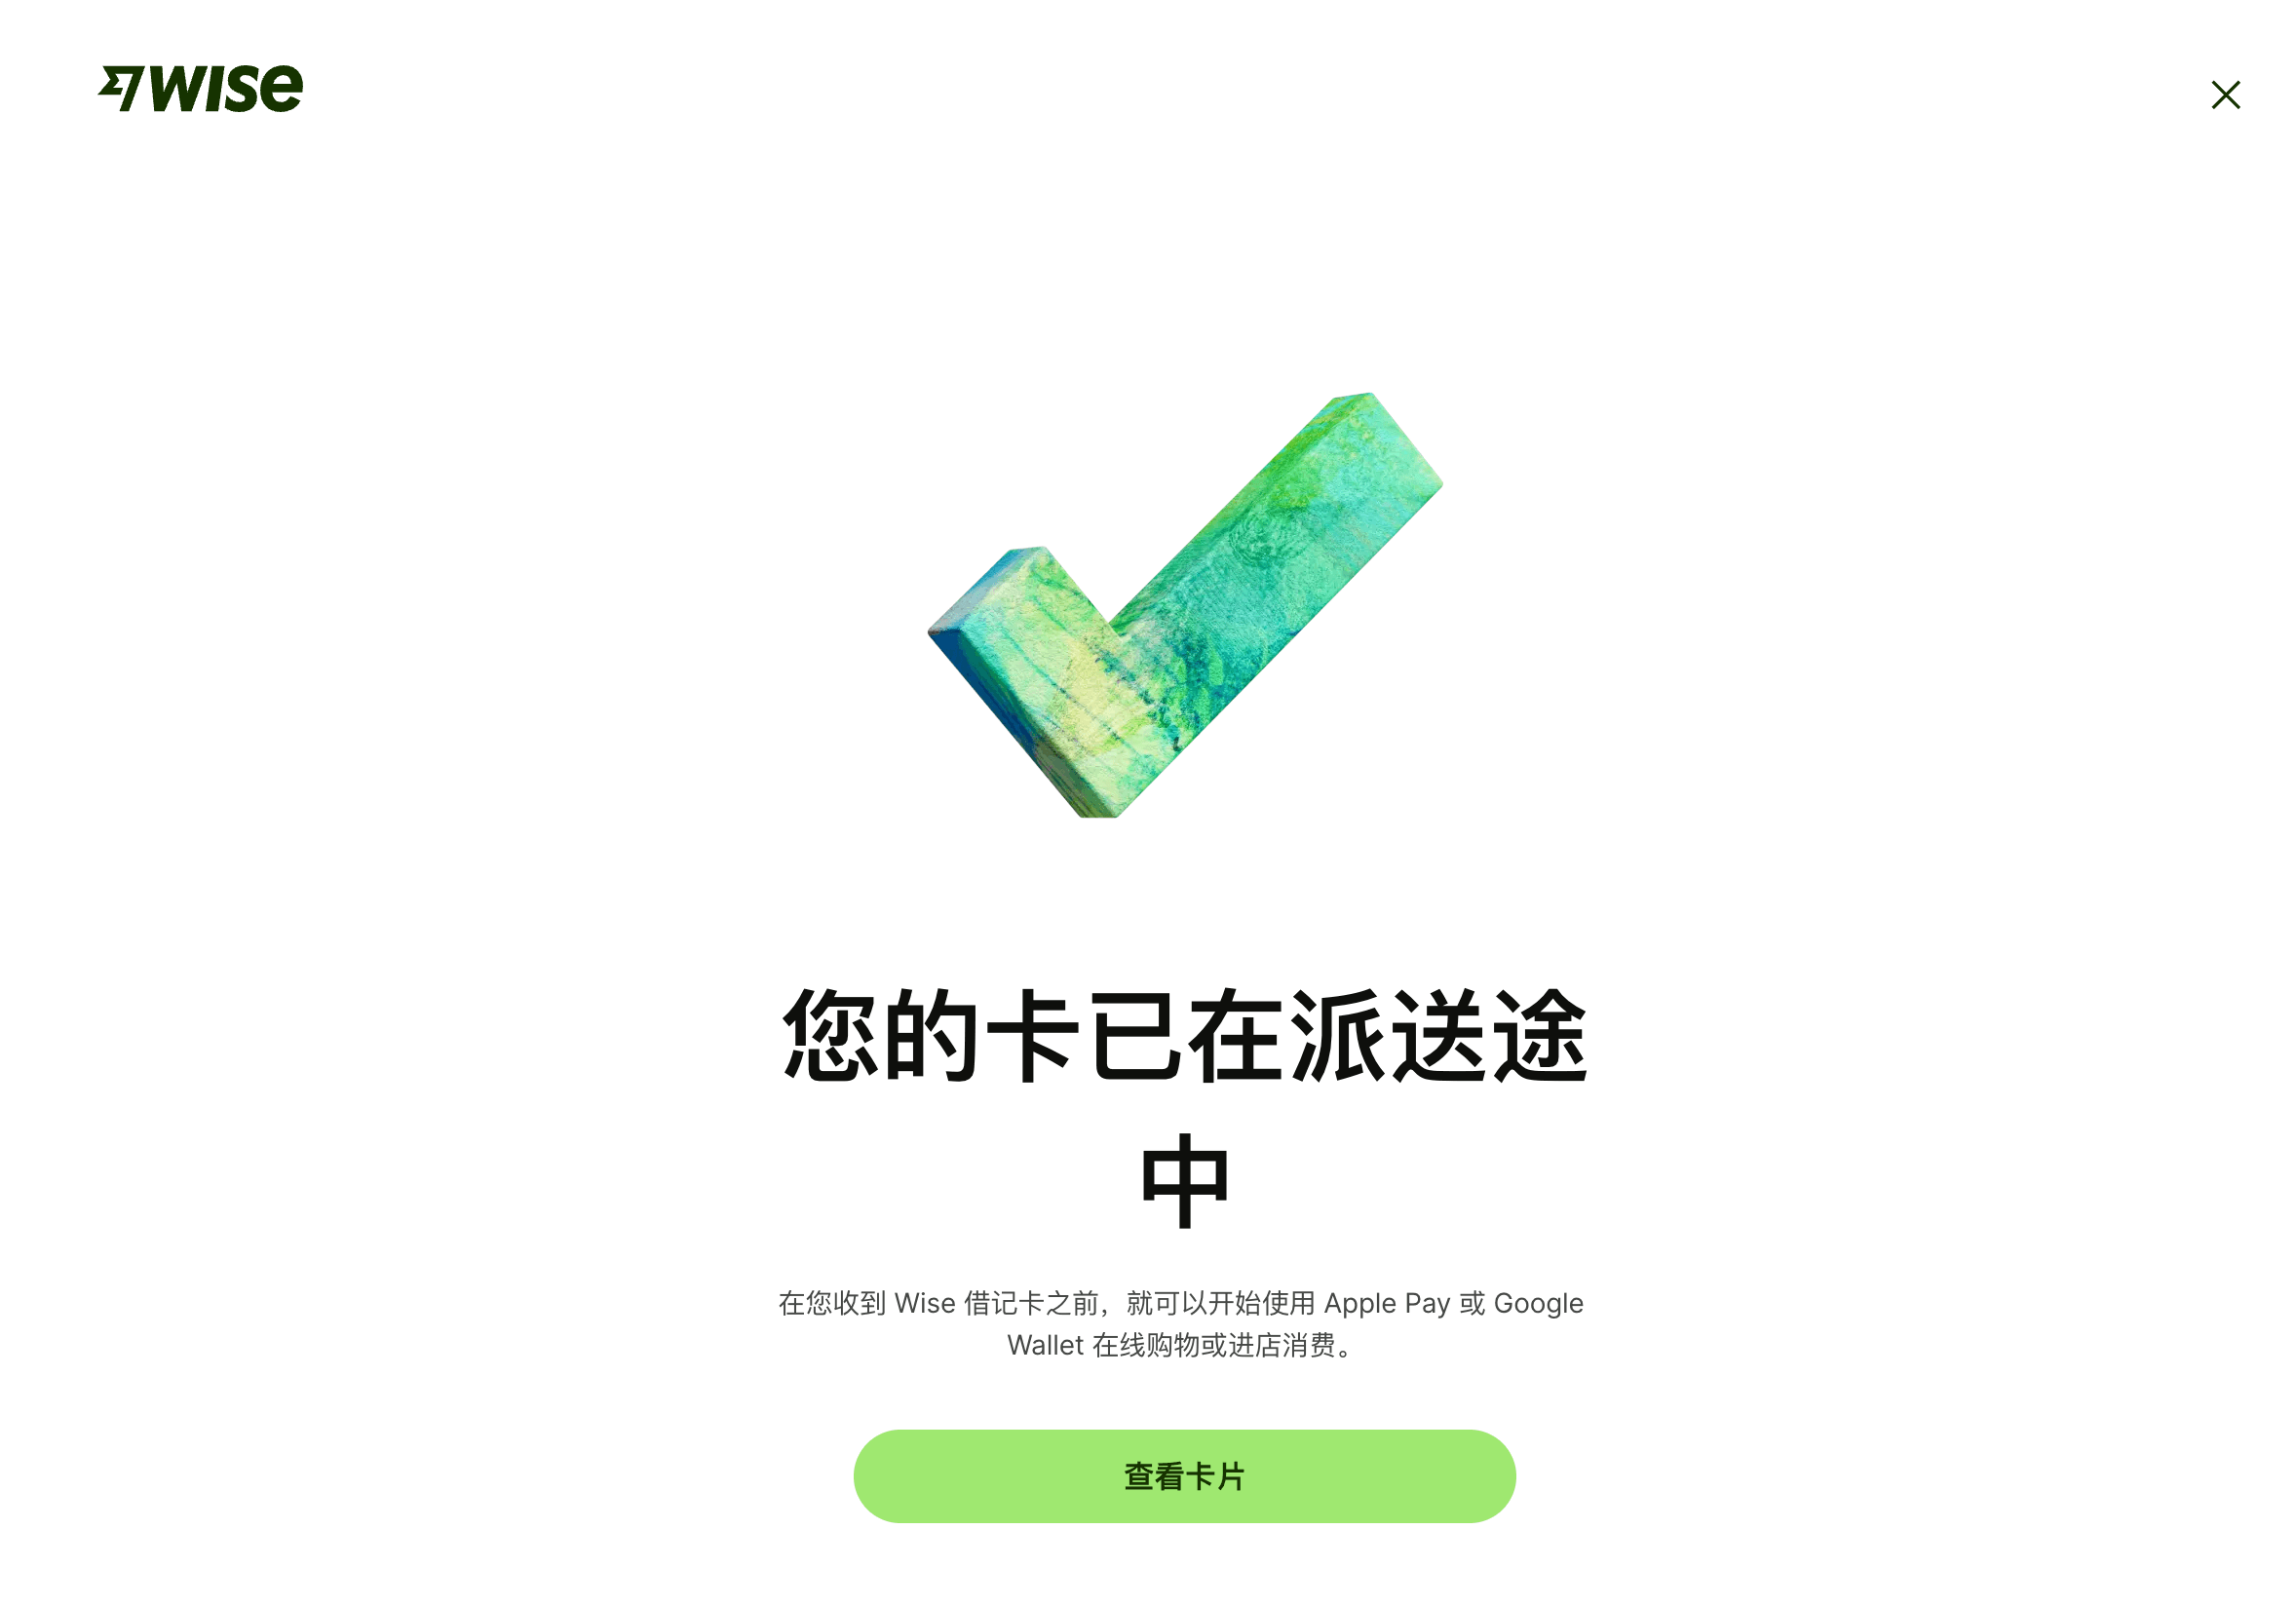 WISE
您的卡已在派送途
中
在您收到 Wise 借记卡之前，就可以开始使用 Apple Pay 或 Google
Wallet 在线购物或进店消费。
查看卡片